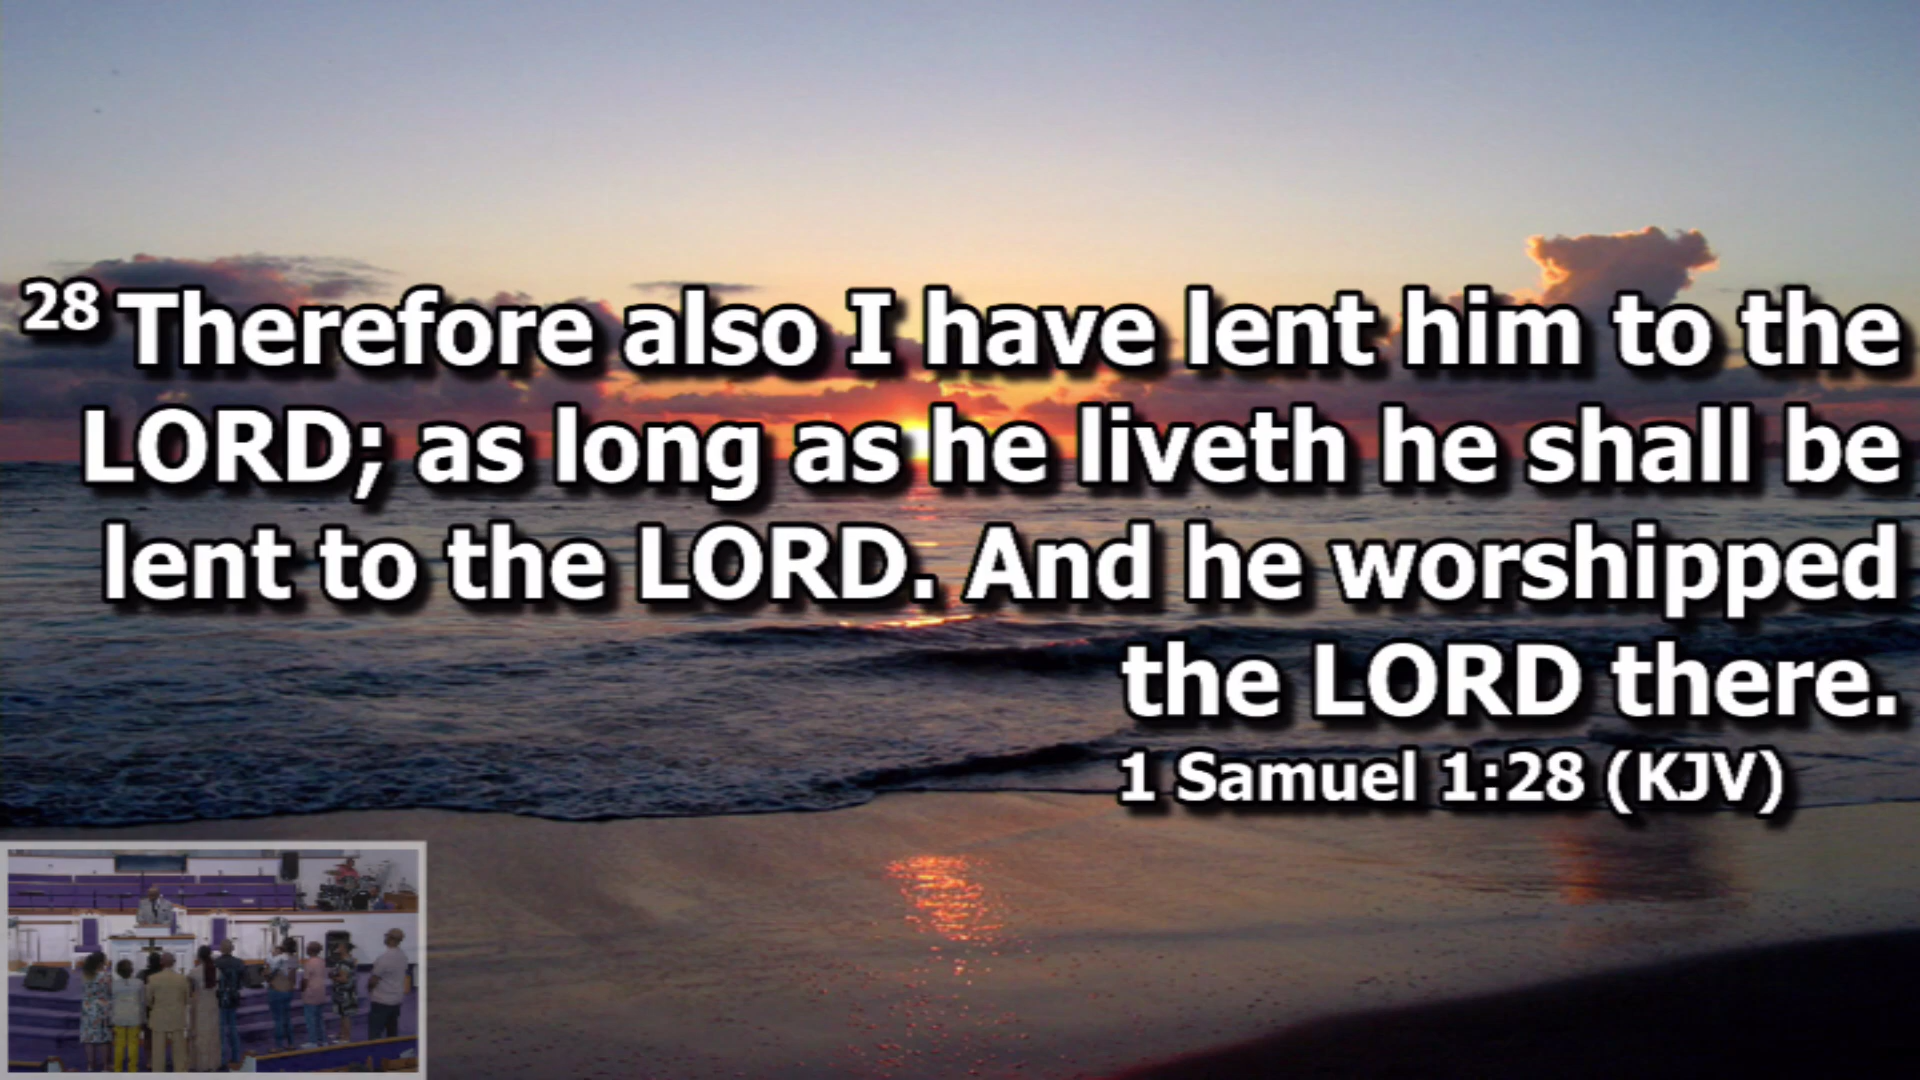 28 Therefore also I have lent him to the
LORD; as long as he liveth he shall be
lent to the LORD. And he worshipped
the LORD there.
1 Samuel 1:28 (KJV)